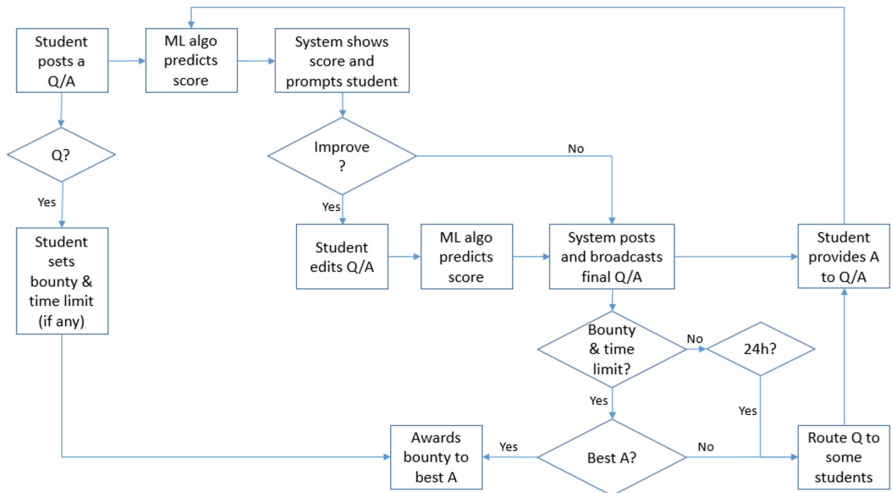 Student
posts a
Q/A
ML algo
predicts
score
System shows
score and
prompts student
Q?
Improve
?
No
Yes
Yes
Student
sets
bounty &
time limit
(if any)
Student
edits Q/A
ML algo
predicts
score
System posts
and broadcasts
final Q/A
Student
provides A
to Q/A
Bounty
& time
limit?
No
24h?
Yes
Yes
Awards
bounty to
best A
Yes
Best A?
No
Route Q to
some
students